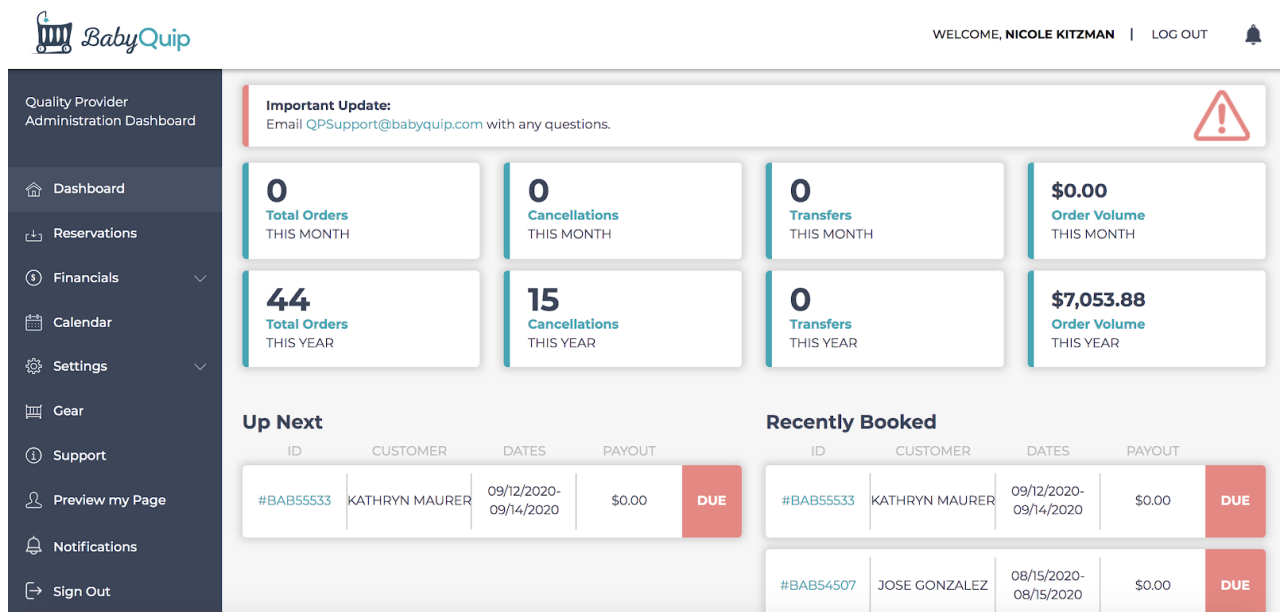 BabyQuip
WELCOME, NICOLE KITZMAN | LOG OUT
Quality Provider
Administration Dashboard
Dashboard
Reservations
Financials
Calendar
Settings
Gear
Support
Preview my Page
Notifications
Sign Out
Important Update:
Email QPSupport@babyquip.com with any questions.
0
Total Orders
THIS MONTH
0
Cancellations
THIS MONTH
0
Transfers
THIS MONTH
$0.00
Order Volume
THIS MONTH
44
Total Orders
THIS YEAR
15
Cancellations
THIS YEAR
0
Transfers
THIS YEAR
$7,053.88
Order Volume
THIS YEAR
Up Next
ID CUSTOMER DATES PAYOUT
#BAB55533 KATHRYN MAURER 09/12/2020-
09/14/2020 $0.00 DUE
Recently Booked
ID CUSTOMER DATES PAYOUT
#BAB55533 KATHRYN MAURER 09/12/2020-
09/14/2020 $0.00 DUE
#BAB54507 JOSE GONZALEZ 08/15/2020-
08/15/2020 $0.00 DUE